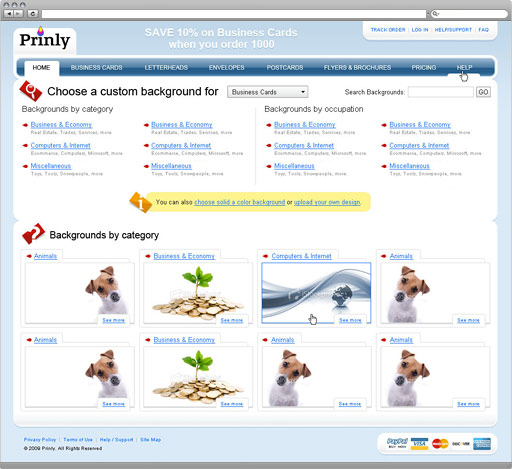 Prinly
SAVE 10% on Business Cards
when you order 1000
TRACK ORDER | LOG IN | HELP/SUPPORT | FAQ
HOME BUSINESS CARDS LETTERHEADS ENVELOPES POSTCARDS FLYERS & BROCHURES PRICING HELP
Choose a custom background for Business Cards Search Backgrounds: GO
Backgrounds by category Backgrounds by occupation
Business & Economy Business & Economy Business & Economy Business & Economy
Real Estate, Trades, Services, more Real Estate, Trades, Services, more Real Estate, Trades, Services, more Real Estate, Trades, Services, more
Computers & Internet Computers & Internet Computers & Internet Computers & Internet
Ecommerce, Computers, Microsoft, more Ecommerce, Computers, Microsoft, more Ecommerce, Computers, Microsoft, more Ecommerce, Computers, Microsoft, more
Miscellaneous Miscellaneous Miscellaneous Miscellaneous
Toys, Tools, Snowpeople, more Toys, Tools, Snowpeople, more Toys, Tools, Snowpeople, more Toys, Tools, Snowpeople, more
You can also choose solid a color background or upload your own design.
Backgrounds by category
Animals Business & Economy Computers & Internet Animals
See more See more See more See more
Animals Business & Economy Animals Animals
See more See more See more See more
Privacy Policy | Terms of Use | Help / Support | Site Map
© 2009 Prinly. All Rights Reserved
PayPal VISA